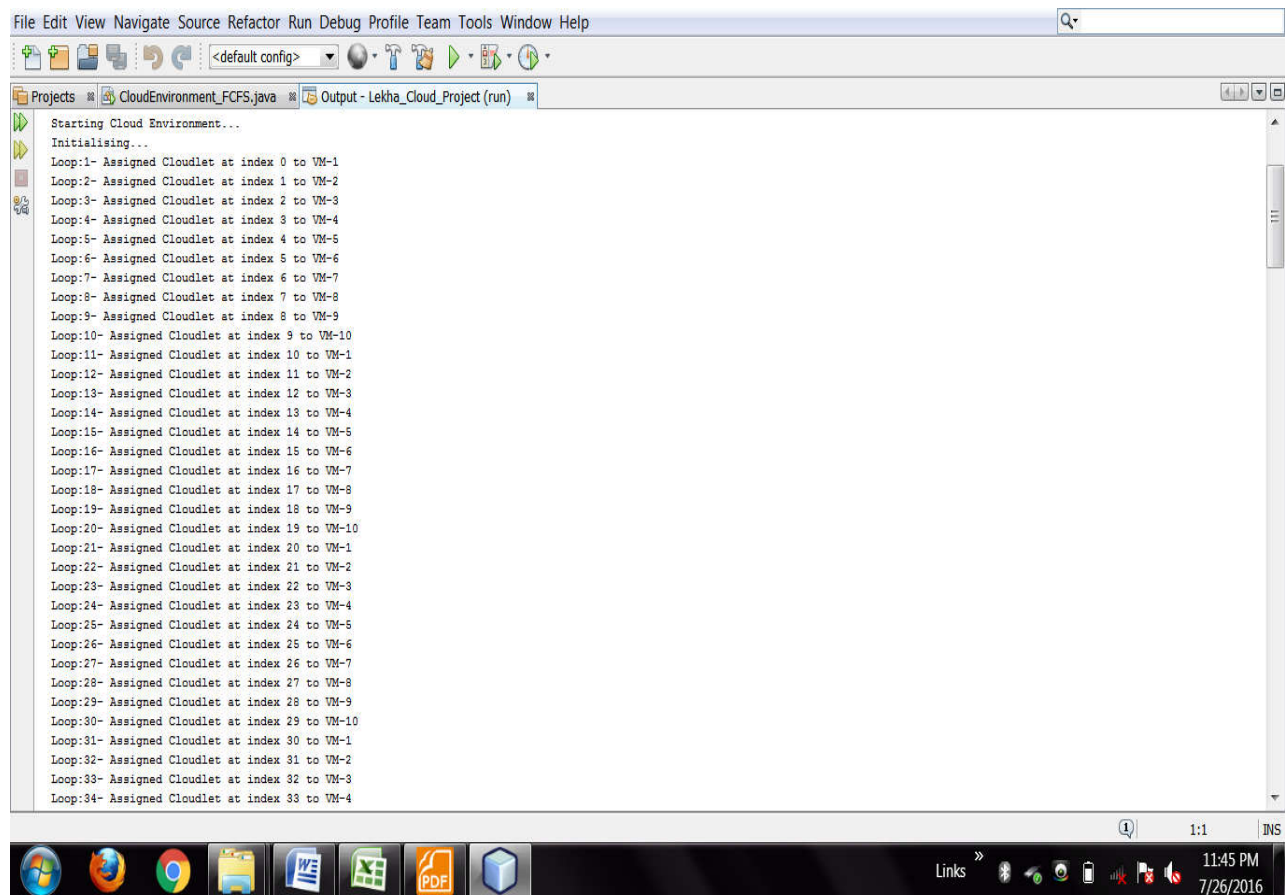 File Edit View Navigate Source Refactor Run Debug Profile Team Tools Window Help
<default config>
Projects CloudEnvironment_FCFS.java Output - Lekha_Cloud_Project (run)
Starting Cloud Environment...
Initialising...
Loop:1- Assigned Cloudlet at index 0 to VM-1
Loop:2- Assigned Cloudlet at index 1 to VM-2
Loop:3- Assigned Cloudlet at index 2 to VM-3
Loop:4- Assigned Cloudlet at index 3 to VM-4
Loop:5- Assigned Cloudlet at index 4 to VM-5
Loop:6- Assigned Cloudlet at index 5 to VM-6
Loop:7- Assigned Cloudlet at index 6 to VM-7
Loop:8- Assigned Cloudlet at index 7 to VM-8
Loop:9- Assigned Cloudlet at index 8 to VM-9
Loop:10- Assigned Cloudlet at index 9 to VM-10
Loop:11- Assigned Cloudlet at index 10 to VM-1
Loop:12- Assigned Cloudlet at index 11 to VM-2
Loop:13- Assigned Cloudlet at index 12 to VM-3
Loop:14- Assigned Cloudlet at index 13 to VM-4
Loop:15- Assigned Cloudlet at index 14 to VM-5
Loop:16- Assigned Cloudlet at index 15 to VM-6
Loop:17- Assigned Cloudlet at index 16 to VM-7
Loop:18- Assigned Cloudlet at index 17 to VM-8
Loop:19- Assigned Cloudlet at index 18 to VM-9
Loop:20- Assigned Cloudlet at index 19 to VM-10
Loop:21- Assigned Cloudlet at index 20 to VM-1
Loop:22- Assigned Cloudlet at index 21 to VM-2
Loop:23- Assigned Cloudlet at index 22 to VM-3
Loop:24- Assigned Cloudlet at index 23 to VM-4
Loop:25- Assigned Cloudlet at index 24 to VM-5
Loop:26- Assigned Cloudlet at index 25 to VM-6
Loop:27- Assigned Cloudlet at index 26 to VM-7
Loop:28- Assigned Cloudlet at index 27 to VM-8
Loop:29- Assigned Cloudlet at index 28 to VM-9
Loop:30- Assigned Cloudlet at index 29 to VM-10
Loop:31- Assigned Cloudlet at index 30 to VM-1
Loop:32- Assigned Cloudlet at index 31 to VM-2
Loop:33- Assigned Cloudlet at index 32 to VM-3
Loop:34- Assigned Cloudlet at index 33 to VM-4
1 1:1 INS
PDF
Links » 11:45 PM
7/26/2016